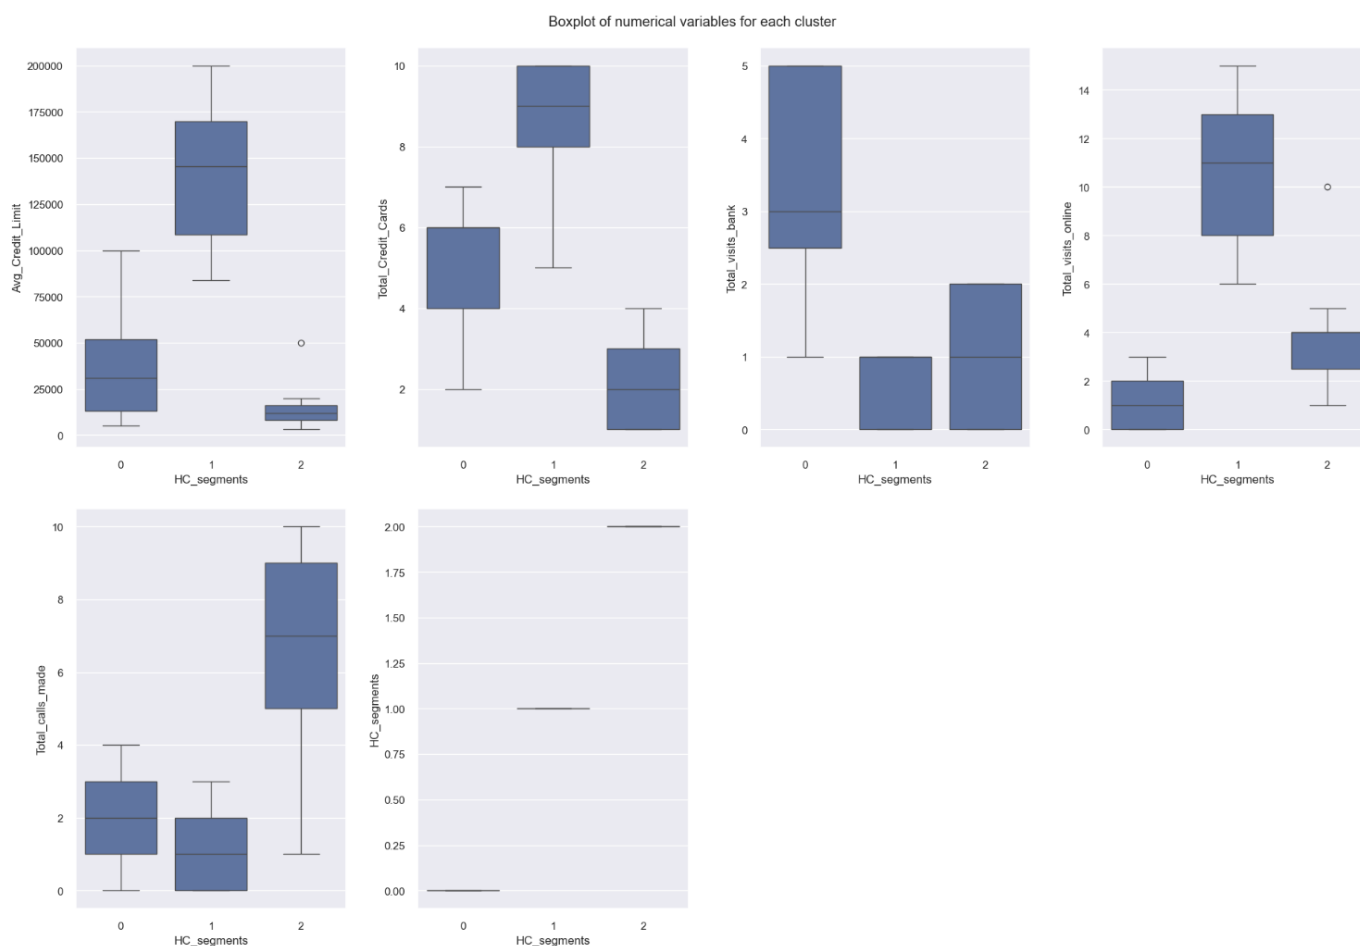 Boxplot of numerical variables for each cluster
Avg_Credit_Limit
200000
175000
150000
125000
100000
75000
50000
25000
0
0 1 2
HC_segments
Total_Credit_Cards
10
8
6
4
2
0 1 2
HC_segments
Total_visits_bank
5
4
3
2
1
0
0 1 2
HC_segments
Total_visits_online
14
12
10
8
6
4
2
0
0 1 2
HC_segments
Total_calls_made
10
8
6
4
2
0
0 1 2
HC_segments
HC_segments
2.00
1.75
1.50
1.25
1.00
0.75
0.50
0.25
0.00
0 1 2
HC_segments